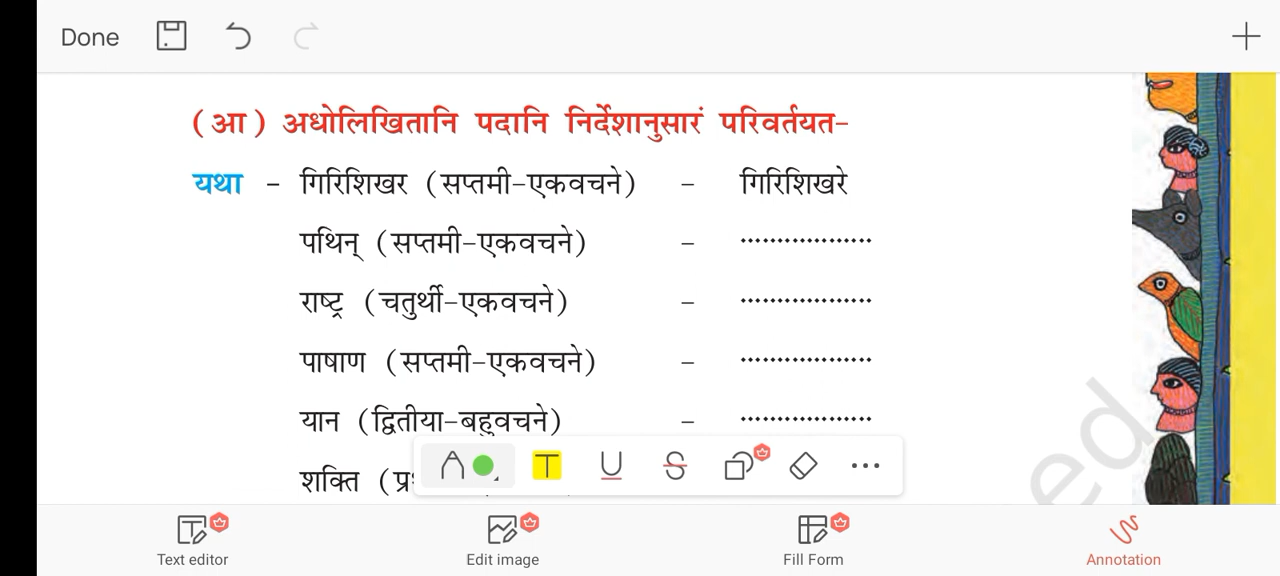 Done
(आ) अधोलिखितानि पदानि निर्देशानुसारं परिवर्तयत-
यथा - गिरिशिखर (सप्तमी-एकवचने) - गिरिशिखरे
पथिन् (सप्तमी-एकवचने) - ...................
राष्ट्र (चतुर्थी-एकवचने) - ...................
पाषाण (सप्तमी-एकवचने) - ...................
यान (द्वितीया-बहुवचने) - ...................
शक्ति
ed
Text editor
Edit image
Fill Form
Annotation